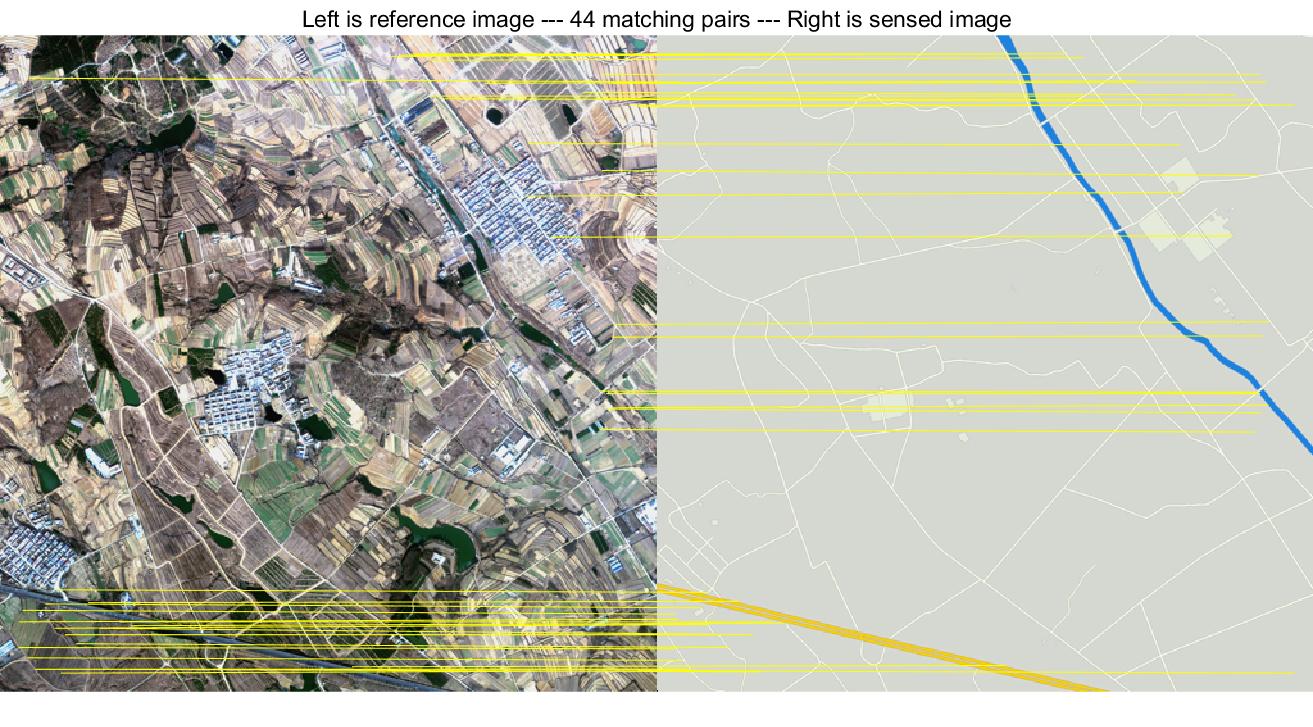 Left is reference image --- 44 matching pairs --- Right is sensed image